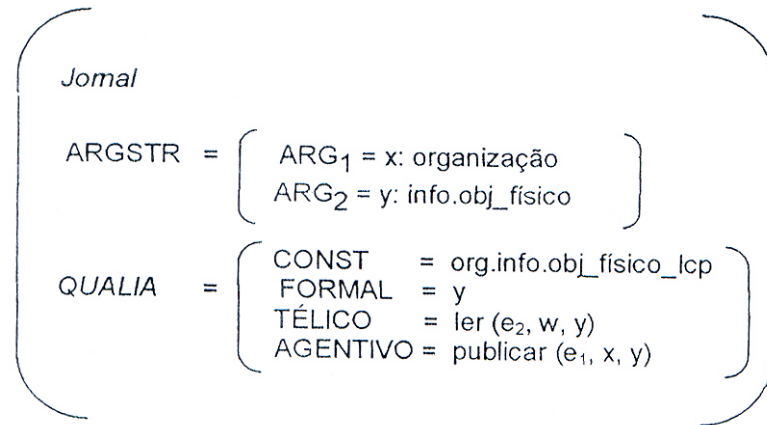 Jornal
ARGSTR = ARG1 = x: organização
ARG2 = y: info.obj_físico
QUALIA = CONST = org.info.obj_físico_lcp
FORMAL = y
TÉLICO = ler (e2, w, y)
AGENTIVO = publicar (e1, x, y)